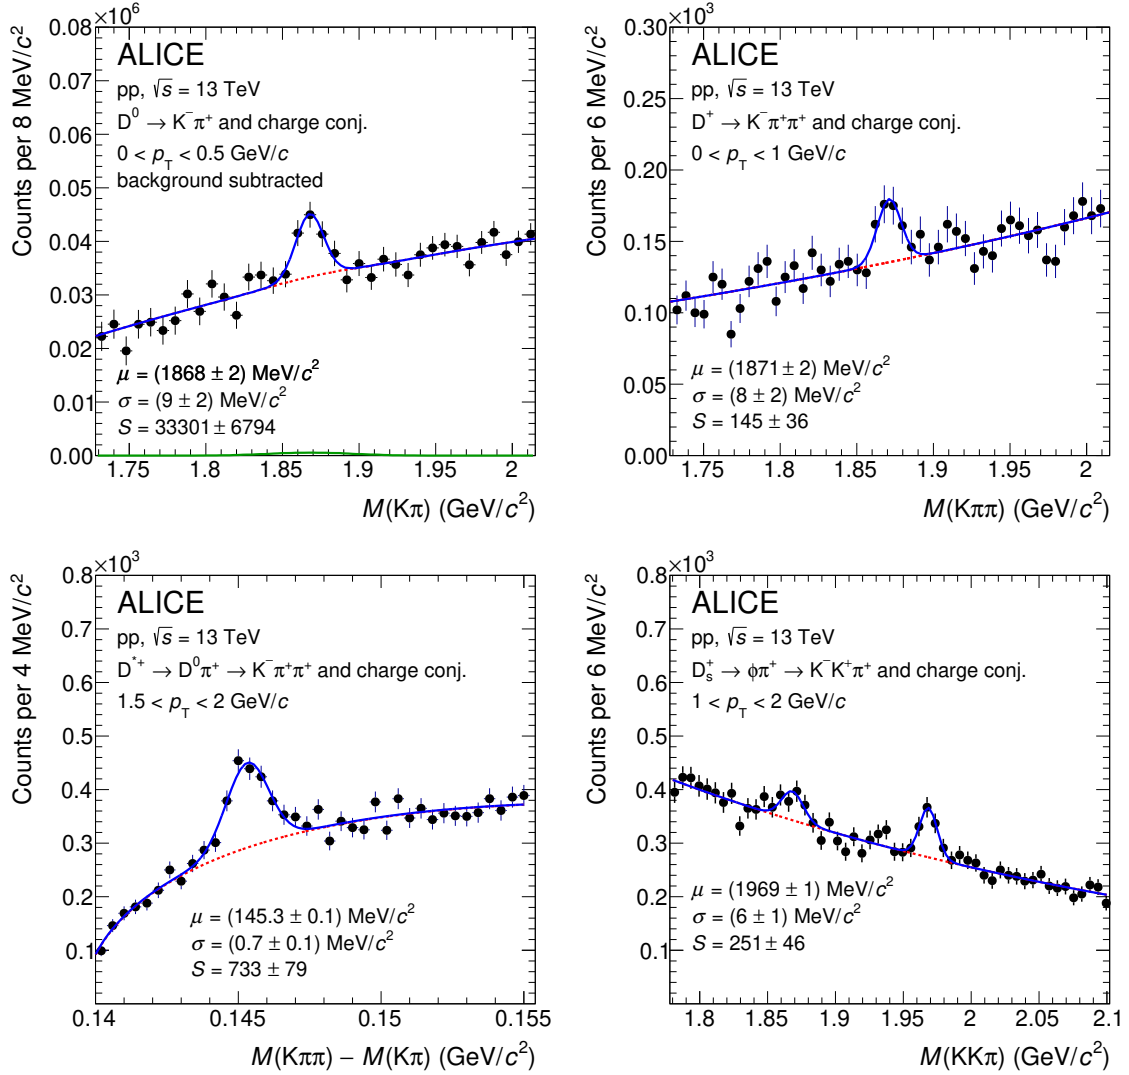 ×10⁶
Counts per 8 MeV/c²
0.08
0.07
0.06
0.05
0.04
0.03
0.02
0.01
0.00
ALICE
pp, √s = 13 TeV
D⁰ → K⁻π⁺ and charge conj.
0 < p_T < 0.5 GeV/c
background subtracted
μ = (1868 ± 2) MeV/c²
σ = (9 ± 2) MeV/c²
S = 33301 ± 6794
1.75 1.8 1.85 1.9 1.95 2
M(Kπ) (GeV/c²)
×10³
Counts per 6 MeV/c²
0.30
0.25
0.20
0.15
0.10
0.05
0.00
ALICE
pp, √s = 13 TeV
D⁺ → K⁻π⁺π⁺ and charge conj.
0 < p_T < 1 GeV/c
μ = (1871 ± 2) MeV/c²
σ = (8 ± 2) MeV/c²
S = 145 ± 36
1.75 1.8 1.85 1.9 1.95 2
M(Kππ) (GeV/c²)
×10³
Counts per 4 MeV/c²
0.8
0.7
0.6
0.5
0.4
0.3
0.2
0.1
ALICE
pp, √s = 13 TeV
D*⁺ → D⁰π⁺ → K⁻π⁺π⁺ and charge conj.
1.5 < p_T < 2 GeV/c
μ = (145.3 ± 0.1) MeV/c²
σ = (0.7 ± 0.1) MeV/c²
S = 733 ± 79
0.14 0.145 0.15 0.155
M(Kππ) − M(Kπ) (GeV/c²)
×10³
Counts per 6 MeV/c²
0.8
0.7
0.6
0.5
0.4
0.3
0.2
0.1
ALICE
pp, √s = 13 TeV
D_s⁺ → φπ⁺ → K⁻K⁺π⁺ and charge conj.
1 < p_T < 2 GeV/c
μ = (1969 ± 1) MeV/c²
σ = (6 ± 1) MeV/c²
S = 251 ± 46
1.8 1.85 1.9 1.95 2 2.05 2.1
M(KKπ) (GeV/c²)